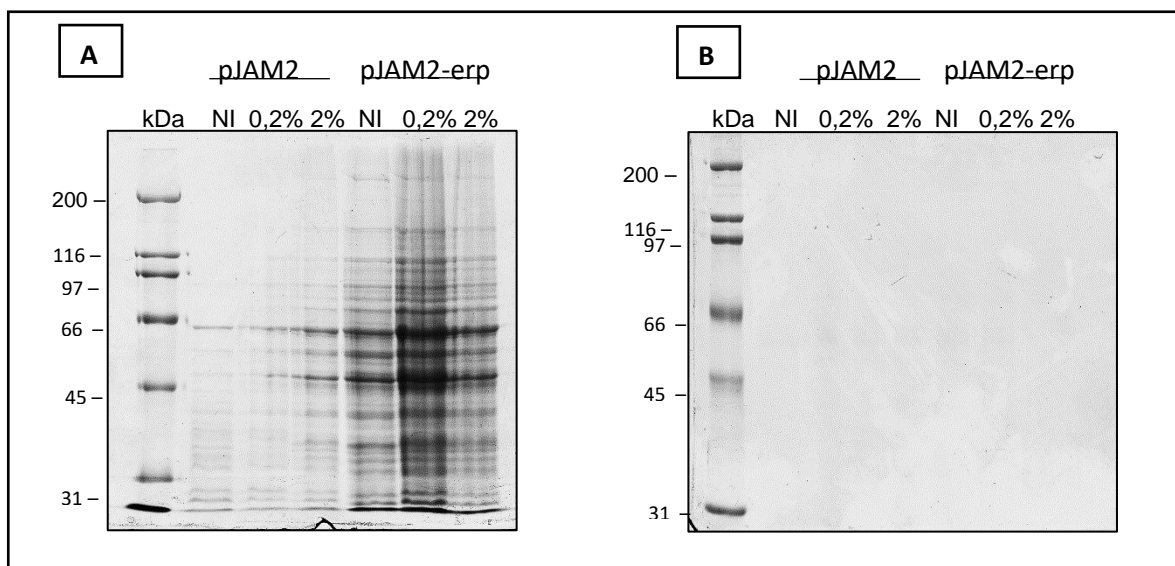 A
pJAM2 pJAM2-erp
kDa NI 0,2% 2% NI 0,2% 2%
200 –
116 –
97 –
66 –
45 –
31 –
B
pJAM2 pJAM2-erp
kDa NI 0,2% 2% NI 0,2% 2%
200 –
116 –
97 –
66 –
45 –
31 –